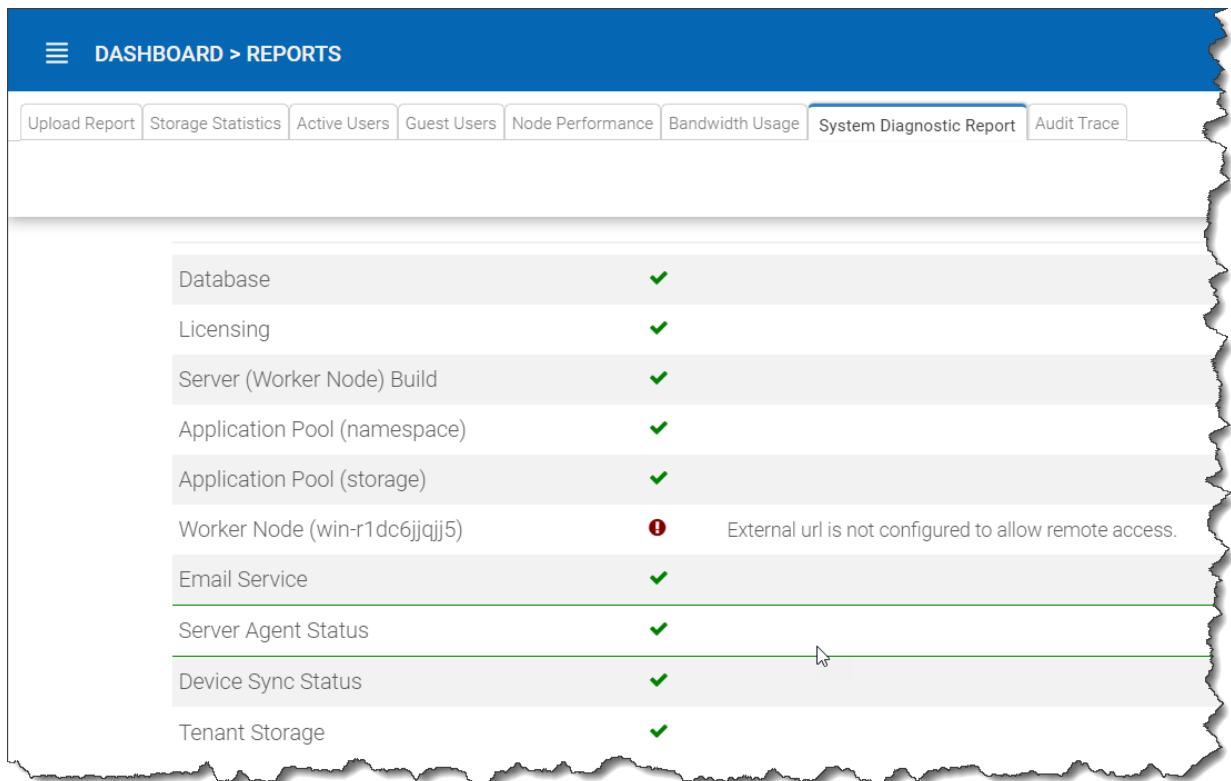 DASHBOARD > REPORTS
Upload Report Storage Statistics Active Users Guest Users Node Performance Bandwidth Usage System Diagnostic Report Audit Trace
Database
Licensing
Server (Worker Node) Build
Application Pool (namespace)
Application Pool (storage)
Worker Node (win-r1dc6jjqjj5) External url is not configured to allow remote access.
Email Service
Server Agent Status
Device Sync Status
Tenant Storage